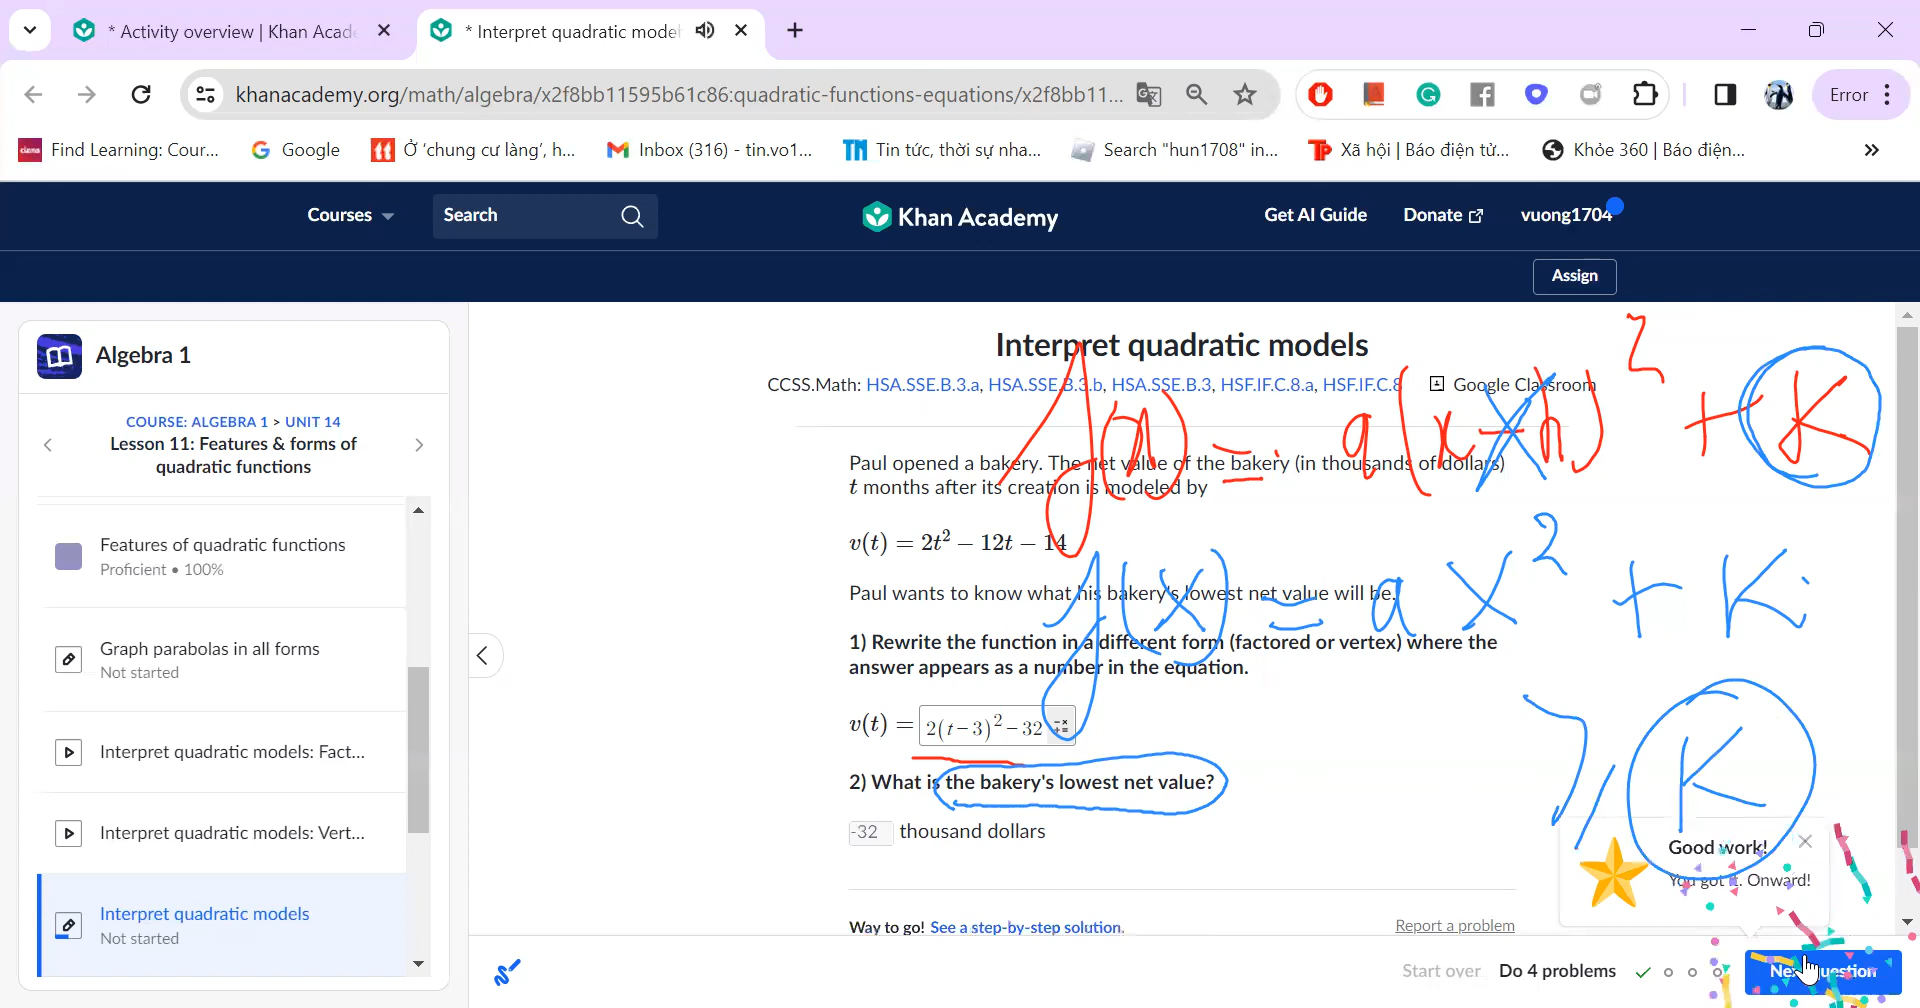 * Activity overview | Khan Acade
* Interpret quadratic model
khanacademy.org/math/algebra/x2f8bb11595b61c86:quadratic-functions-equations/x2f8bb11...
Error
Find Learning: Cour...
Google
Ở 'chung cư làng', h...
Inbox (316) - tin.vo1...
TN Tin tức, thời sự nha...
Search "hun1708" in...
Xã hội | Báo điện tử...
Khỏe 360 | Báo điện...
Courses
Search
Khan Academy
Get AI Guide
Donate
vuong1704
Assign
Algebra 1
COURSE: ALGEBRA 1 > UNIT 14
Lesson 11: Features & forms of
quadratic functions
Features of quadratic functions
Proficient • 100%
Graph parabolas in all forms
Not started
Interpret quadratic models: Fact...
Interpret quadratic models: Vert...
Interpret quadratic models
Not started
Interpret quadratic models
CCSS.Math: HSA.SSE.B.3.a, HSA.SSE.B.3.b, HSA.SSE.B.3, HSF.IF.C.8.a, HSF.IF.C.8
Google Classroom
Paul opened a bakery. The net value of the bakery (in thousands of dollars)
t months after its creation is modeled by
v(t) = 2t² − 12t − 14
Paul wants to know what his bakery's lowest net value will be.
f(x) = ax² + K
1) Rewrite the function in a different form (factored or vertex) where the
answer appears as a number in the equation.
v(t) = 2(t−3)²−32
K
2) What is the bakery's lowest net value?
-32 thousand dollars
Good work!
You got it. Onward!
Way to go! See a step-by-step solution.
Report a problem
Start over
Do 4 problems
Next question